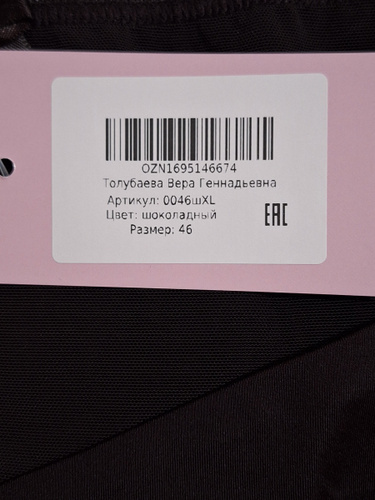 OZN1695146674
Толубаева Вера Геннадьевна
Артикул: 0046шXL
Цвет: шоколадный
Размер: 46
EAC